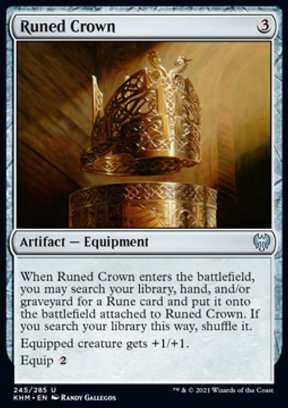 Runed Crown 3
Artifact — Equipment
When Runed Crown enters the battlefield,
you may search your library, hand, and/or
graveyard for a Rune card and put it onto
the battlefield attached to Runed Crown. If
you search your library this way, shuffle it.
Equipped creature gets +1/+1.
Equip 2
245/285 U
KHM • EN RANDY GALLEGOS
™ & © 2021 Wizards of the Coast